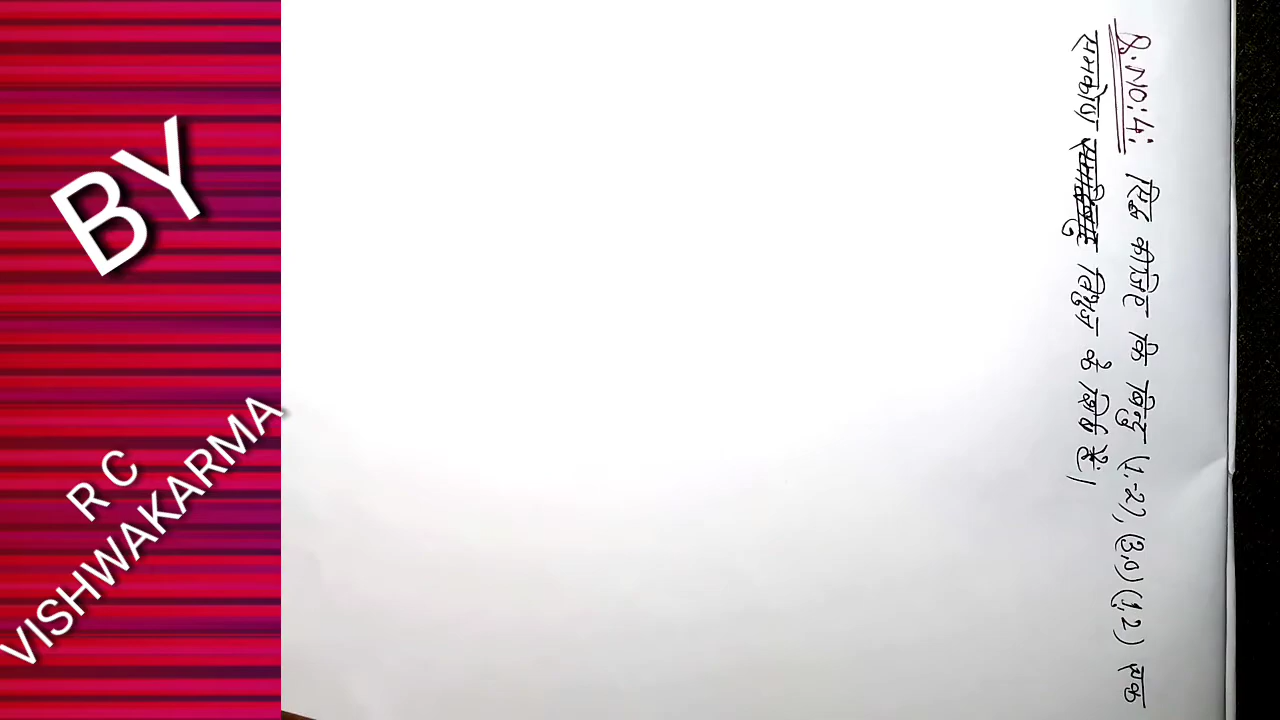 BY
R C
VISHWAKARMA
Q.NO:4: सिद्ध कीजिए कि बिन्दु (1,-2), (3,0) (1,2) एक
समकोण त्रिभुज के शीर्ष हैं।